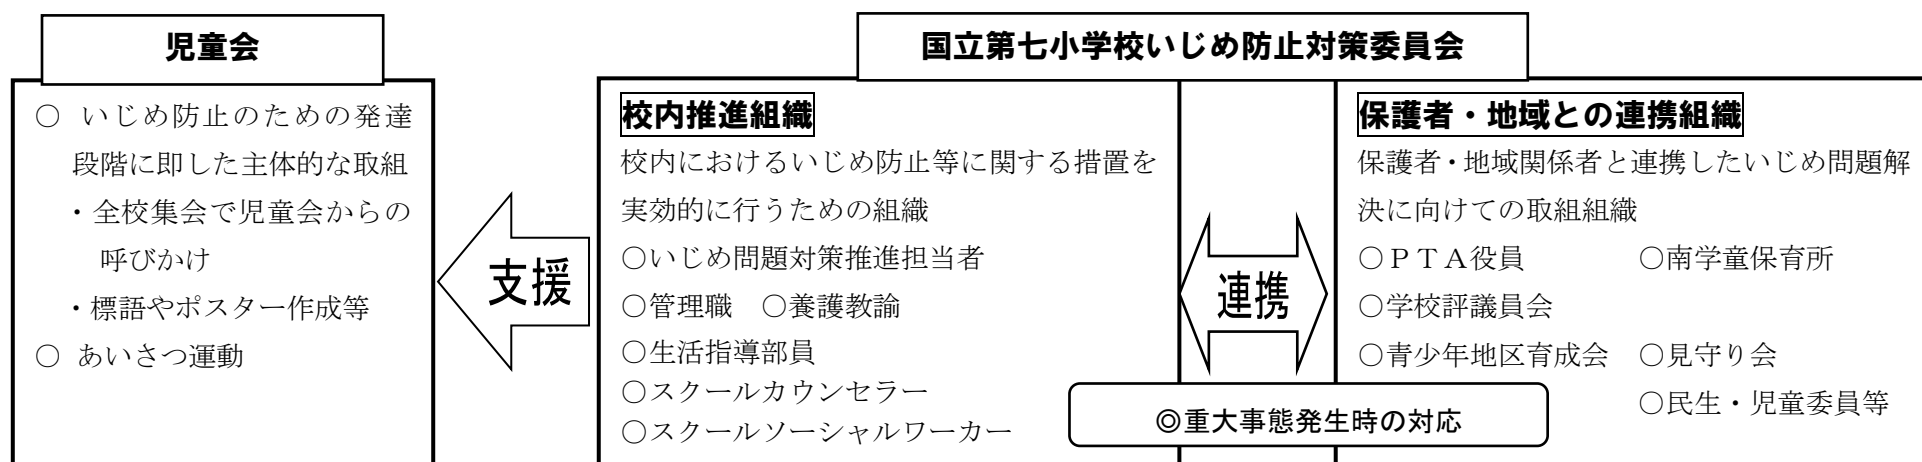 児童会
○ いじめ防止のための発達
段階に即した主体的な取組
・全校集会で児童会からの
呼びかけ
・標語やポスター作成等
○ あいさつ運動
支援
国立第七小学校いじめ防止対策委員会
校内推進組織
校内におけるいじめ防止等に関する措置を
実効的に行うための組織
○いじめ問題対策推進担当者
○管理職　○養護教諭
○生活指導部員
○スクールカウンセラー
○スクールソーシャルワーカー
連携
保護者・地域との連携組織
保護者・地域関係者と連携したいじめ問題解
決に向けての取組組織
○ＰＴＡ役員　○南学童保育所
○学校評議員会
○青少年地区育成会　○見守り会
○民生・児童委員等
◎重大事態発生時の対応